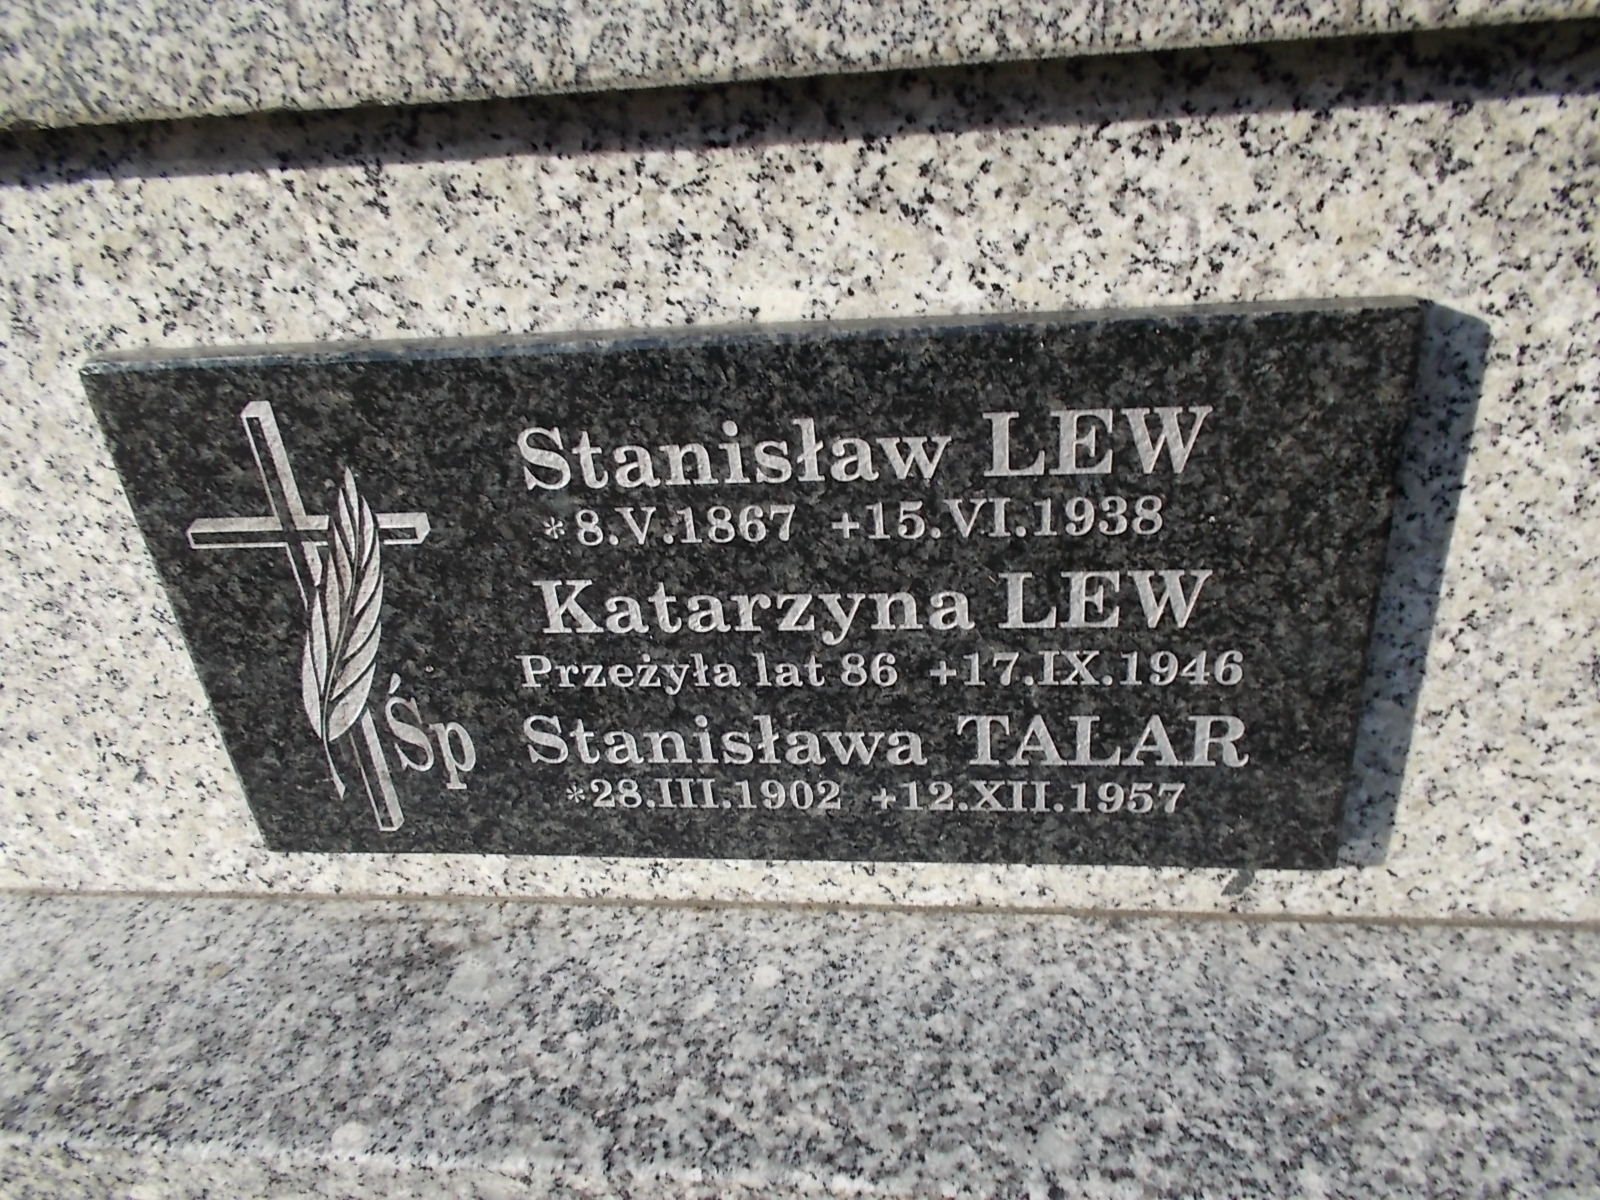 Śp
Stanisław LEW
*8.V.1867 +15.VI.1938
Katarzyna LEW
Przeżyła lat 86 +17.IX.1946
Stanisława TALAR
*28.III.1902 +12.XII.1957